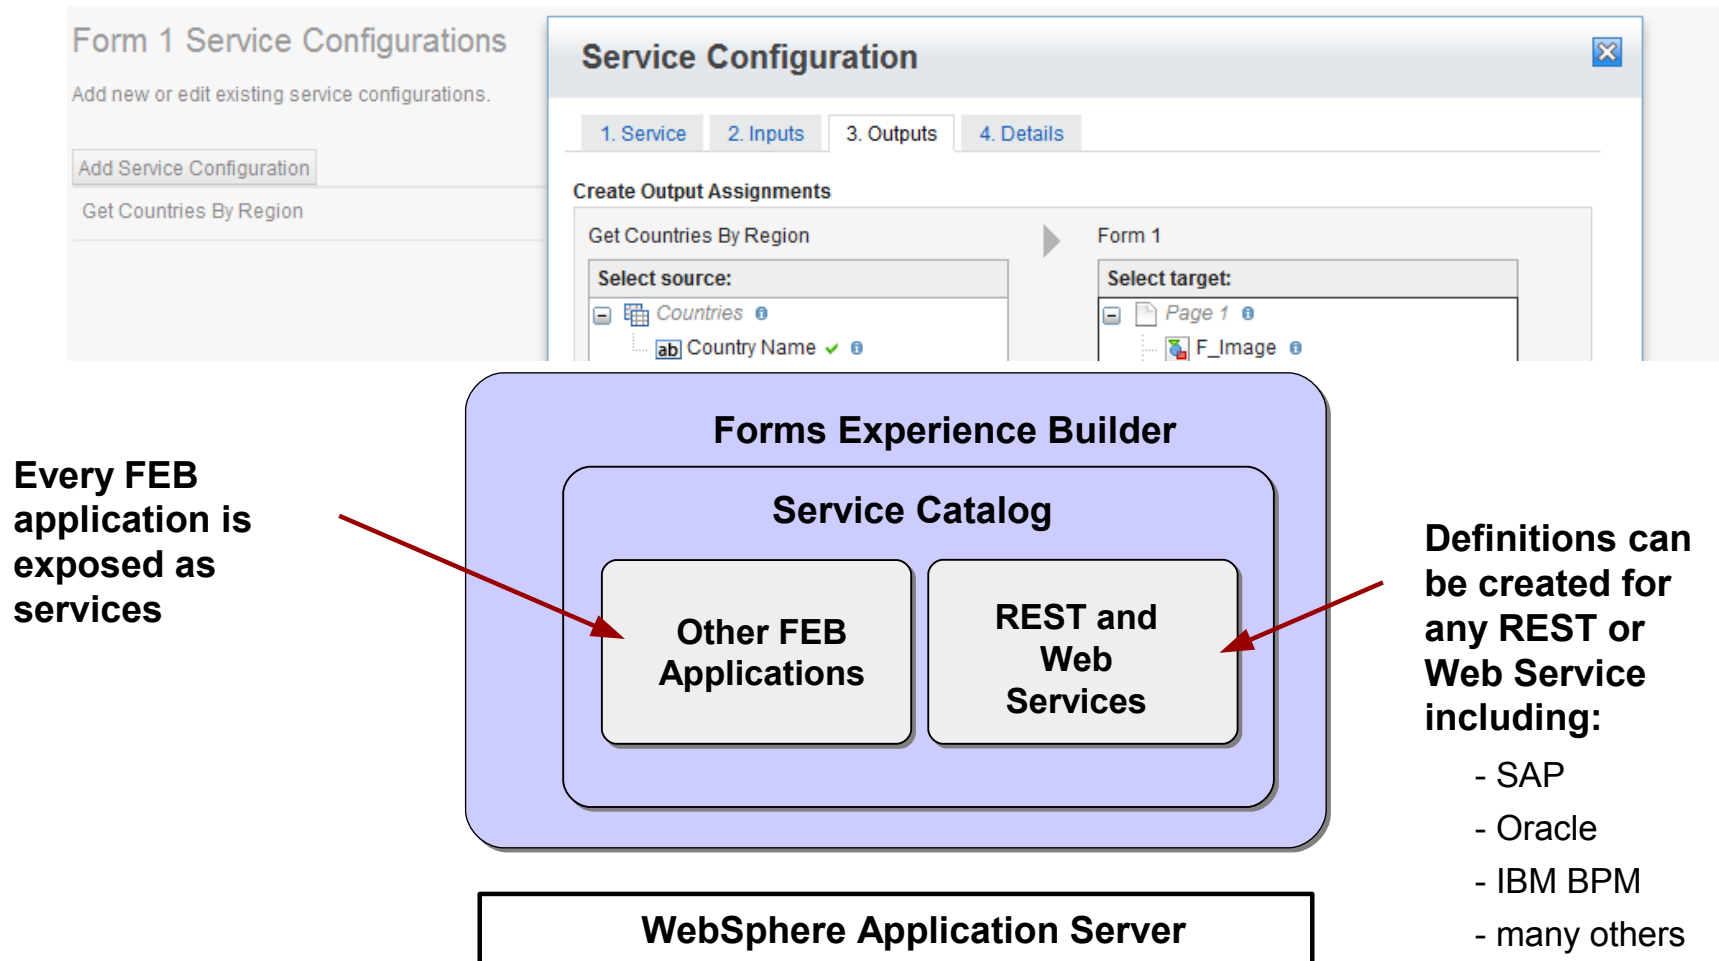 Form 1 Service Configurations
Add new or edit existing service configurations.
Add Service Configuration
Get Countries By Region
Service Configuration
1. Service
2. Inputs
3. Outputs
4. Details
Create Output Assignments
Get Countries By Region
Form 1
Select source:
Select target:
Countries
Page 1
ab Country Name
F_Image
Forms Experience Builder
Service Catalog
Every FEB
application is
exposed as
services
Other FEB
Applications
REST and
Web
Services
Definitions can
be created for
any REST or
Web Service
including:
- SAP
- Oracle
- IBM BPM
- many others
WebSphere Application Server